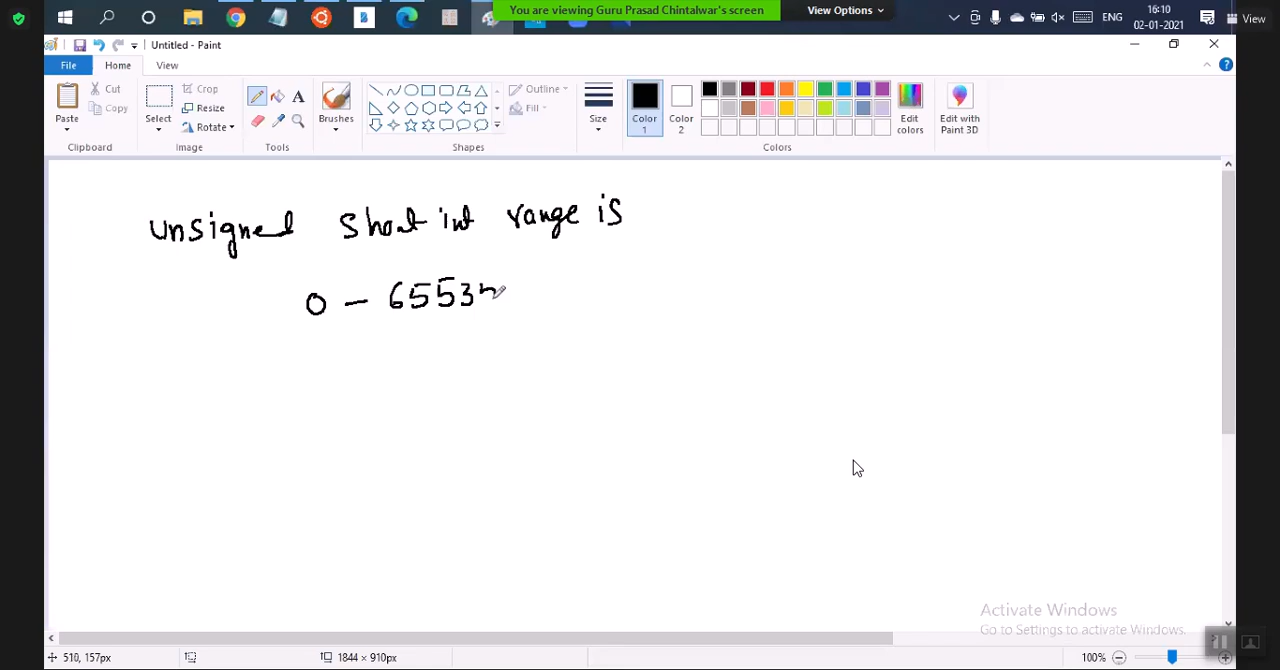 You are viewing Guru Prasad Chintalwar's screen
View Options
ENG
16:10
02-01-2021
View
Untitled - Paint
File
Home
View
Paste
Cut
Copy
Clipboard
Select
Crop
Resize
Rotate
Image
A
Tools
Brushes
Outline
Fill
Shapes
Size
Color 1
Color 2
Edit colors
Edit with Paint 3D
Colors
unsigned short int range is
0 - 6553
Activate Windows
Go to Settings to activate Windows.
510, 157px
1844 × 910px
100%